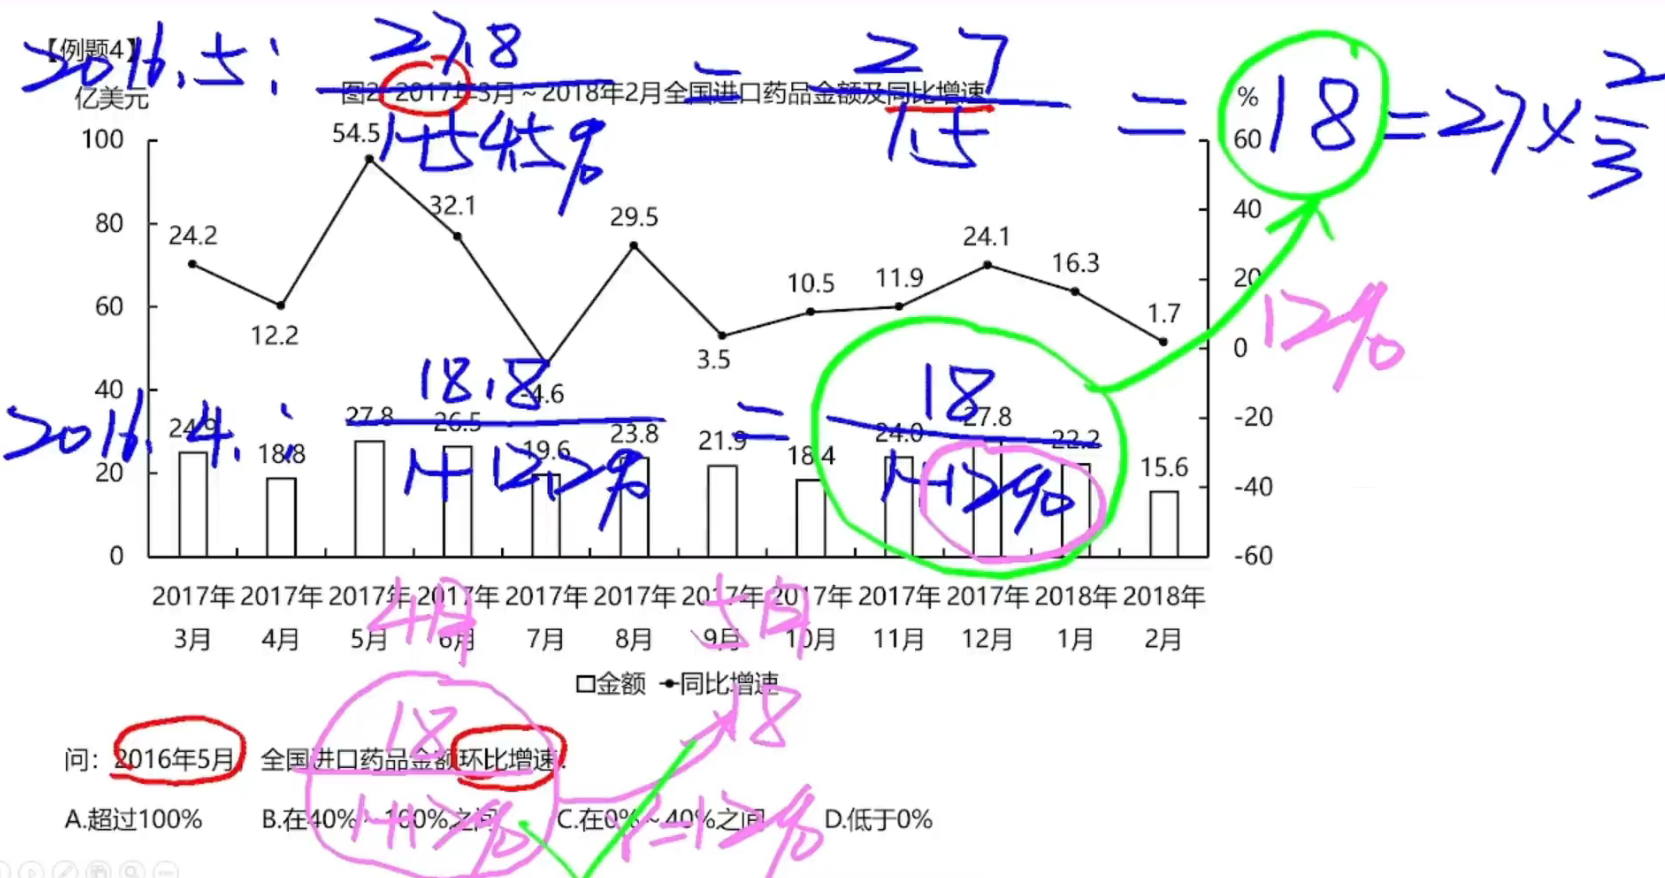 【例题4】
2016.5: 27.8 / 1+54.5% = 27 / 1.5 = 18 = 27×2/3
图2 2017年3月~2018年2月全国进口药品金额及同比增速
亿美元 %
100 80 60 40 20 0
60 40 20 0 -20 -40 -60
24.2 12.2 54.5 32.1 -4.6 29.5 3.5 10.5 11.9 24.1 16.3 1.7
12%
24.9 18.8 27.8 26.5 19.6 23.8 21.9 18.4 24.0 27.8 22.2 15.6
2016.4: 18.8 / 1+12.2% = 18 / 1+12%
2017年 2017年 2017年 2017年 2017年 2017年 2017年 2017年 2017年 2017年 2018年 2018年
3月 4月 5月 6月 7月 8月 9月 10月 11月 12月 1月 2月
4月 5月
金额 同比增速
18 / 1+12% 18
r=12%
问：2016年5月，全国进口药品金额环比增速：
A.超过100% B.在40%~100%之间 C.在0%~40%之间 D.低于0%